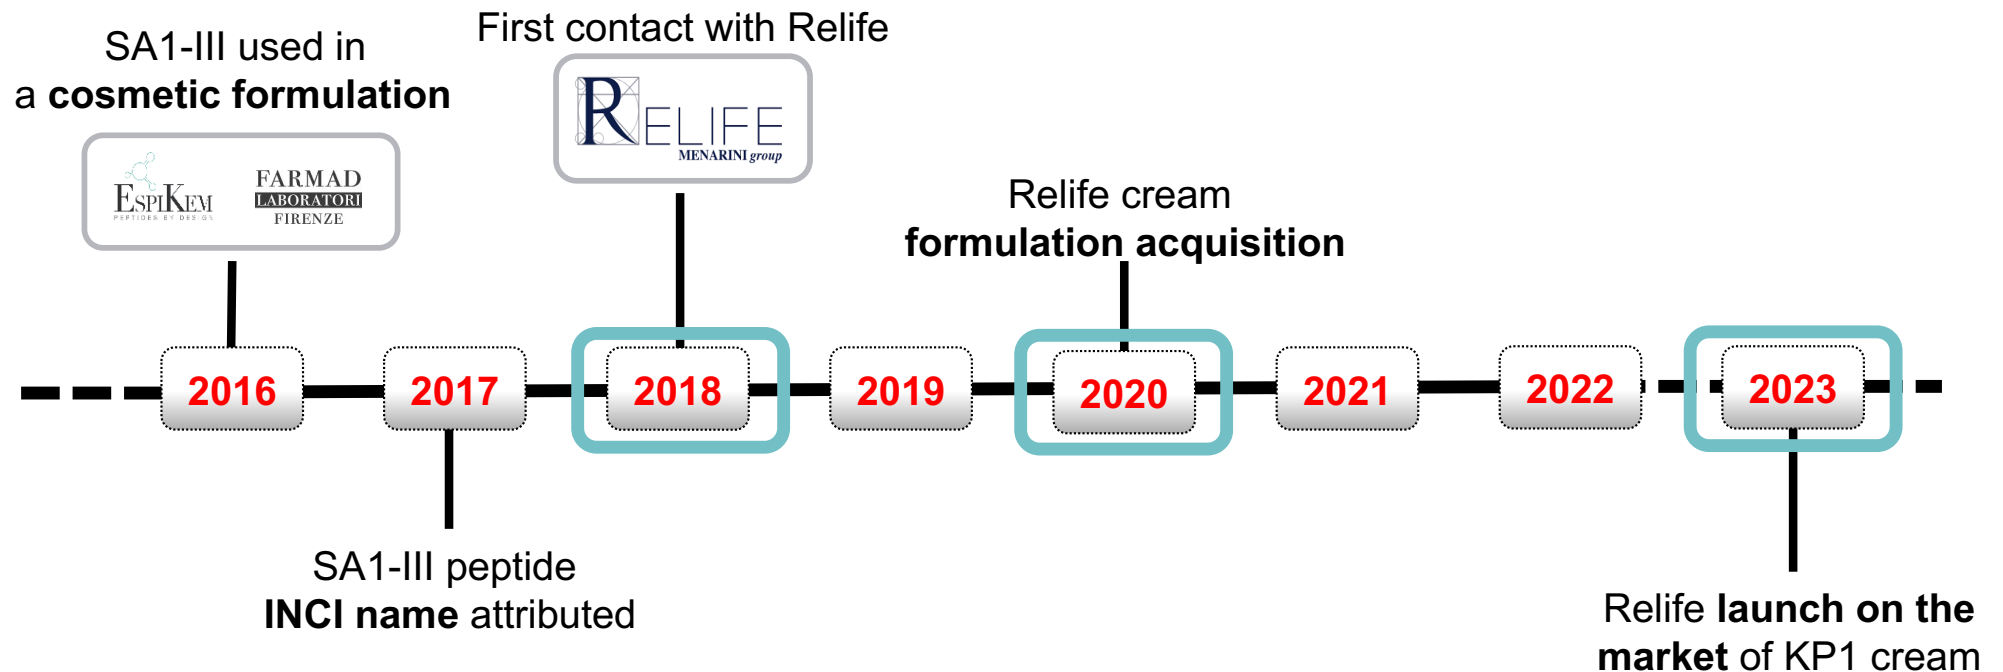 SA1-III used in
a cosmetic formulation
ESPIKEM
PEPTIDES BY DESIGN
FARMAD
LABORATORI
FIRENZE
First contact with Relife
RELIFE
MENARINI group
Relife cream
formulation acquisition
2016
2017
2018
2019
2020
2021
2022
2023
SA1-III peptide
INCI name attributed
Relife launch on the
market of KP1 cream